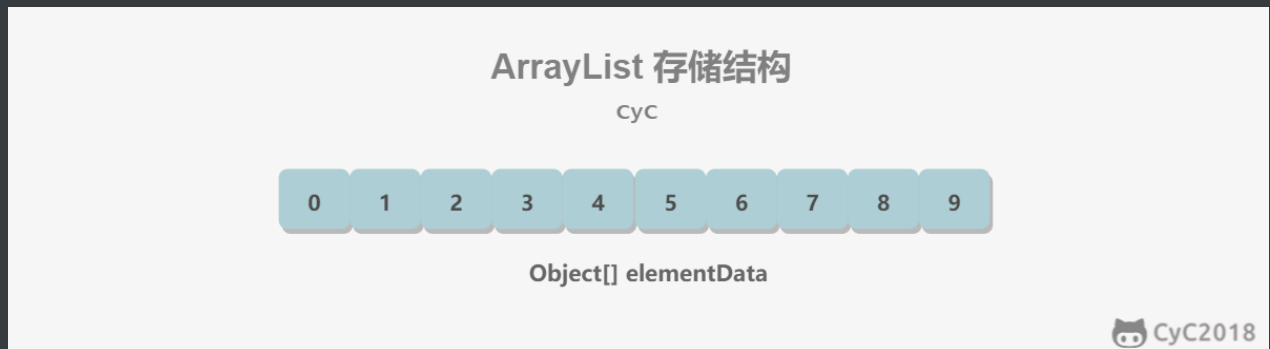 ArrayList 存储结构
CyC
0 1 2 3 4 5 6 7 8 9
Object[] elementData
CyC2018